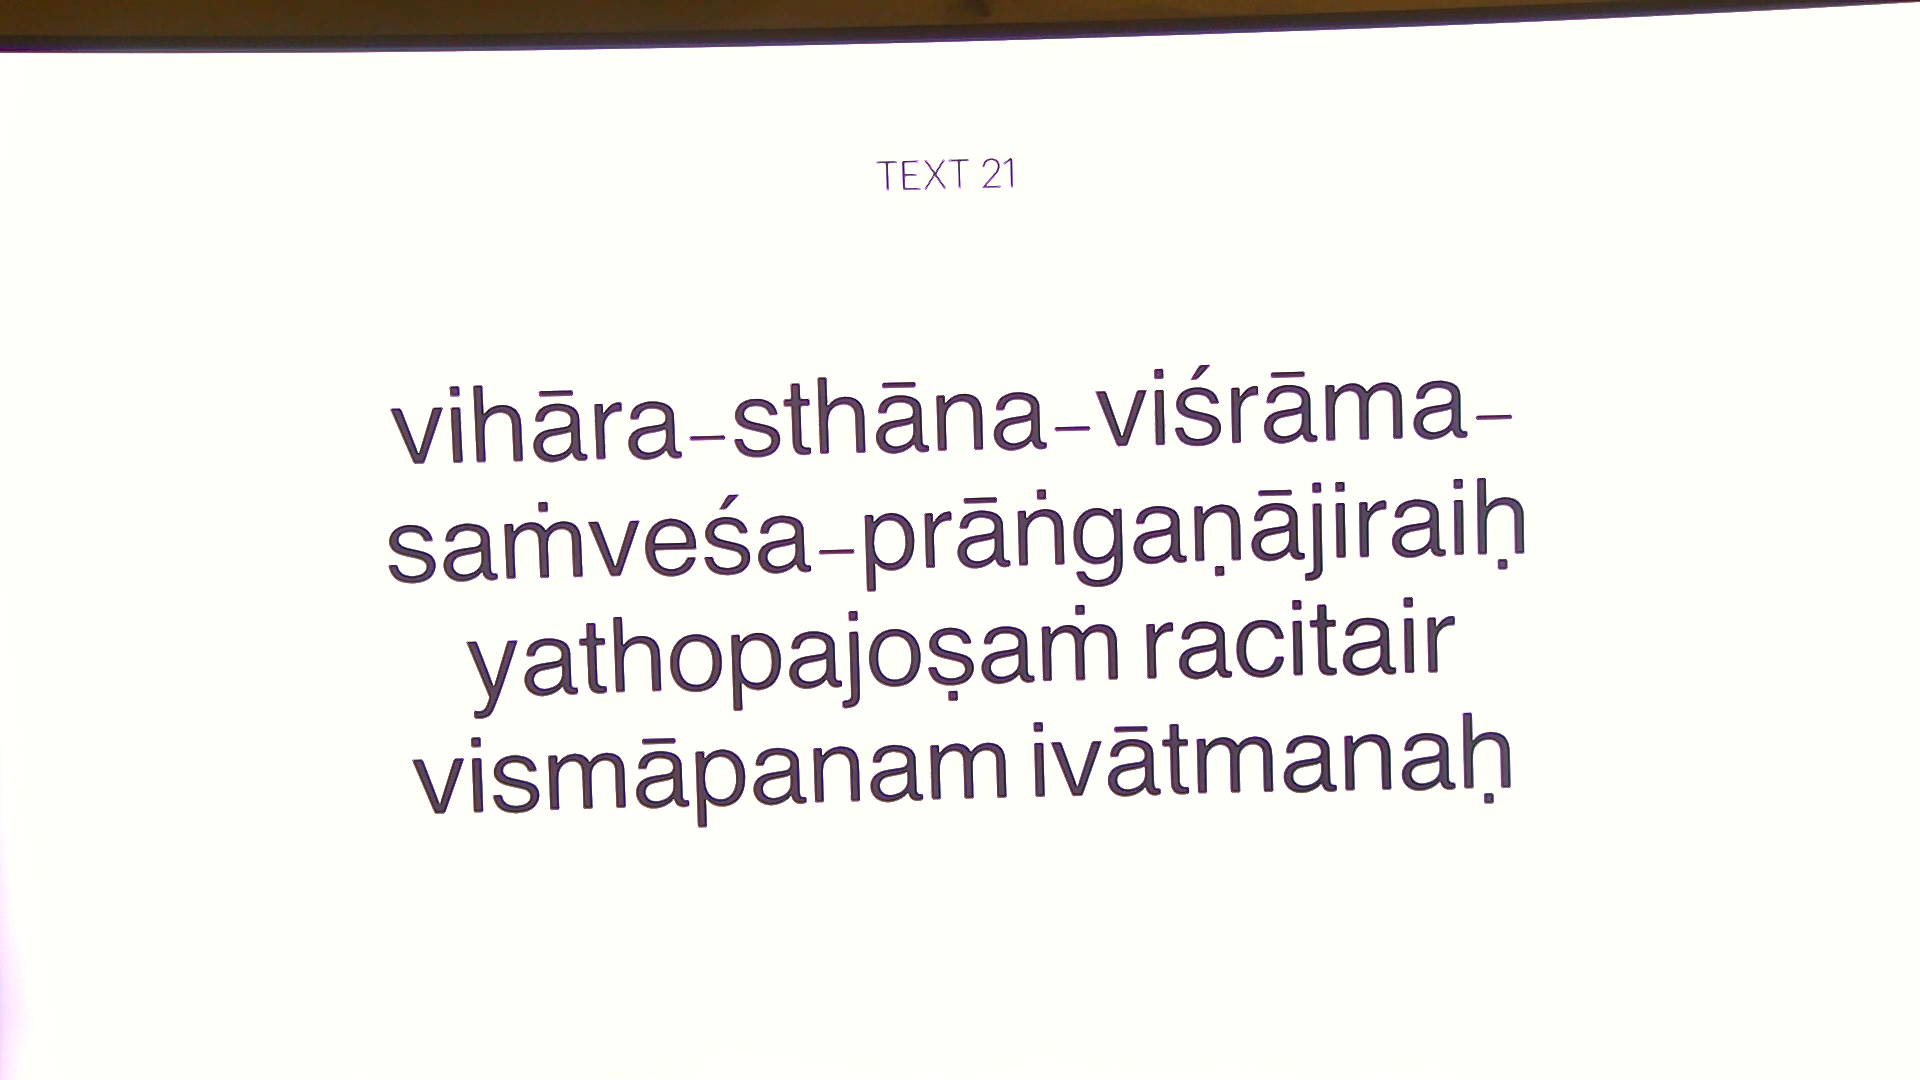 TEXT 21
vihāra-sthāna-viśrāma-
saṁveśa-prāṅgaṇājiraiḥ
yathopajoṣaṁ racitair
vismāpanam ivātmanaḥ